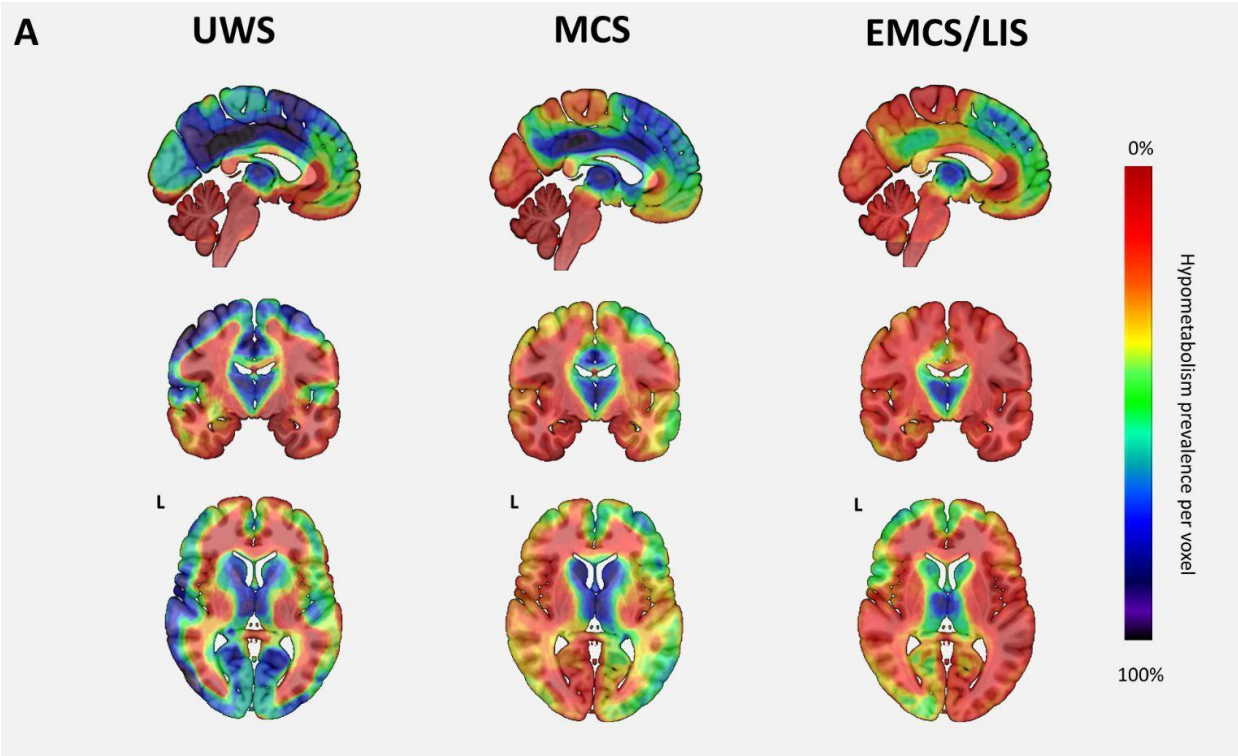 A
UWS
MCS
EMCS/LIS
0%
Hypometabolism prevalence per voxel
100%
L
L
L